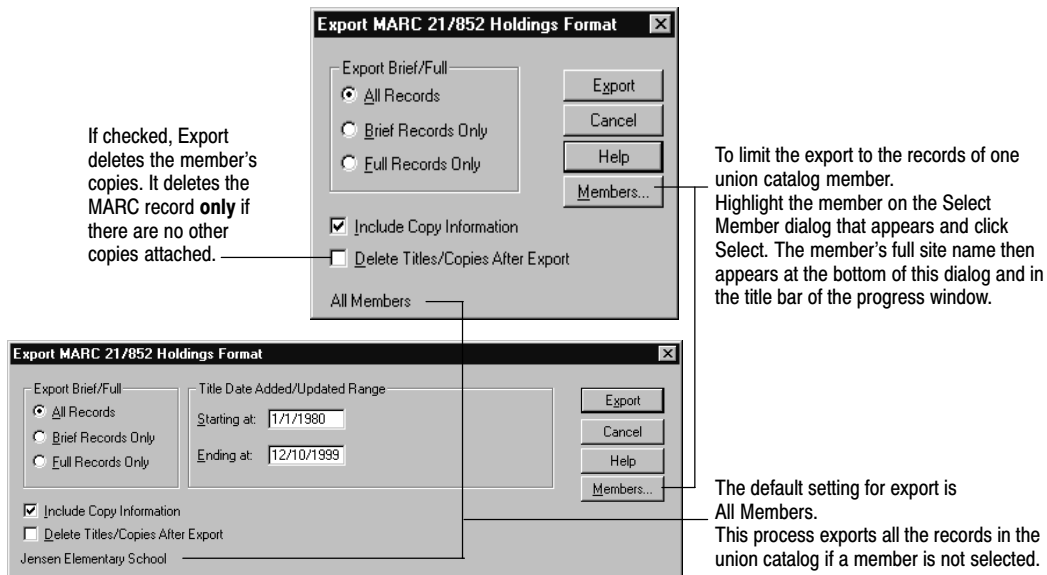 Export MARC 21/852 Holdings Format
Export Brief/Full
All Records
Brief Records Only
Full Records Only
Export
Cancel
Help
Members...
Include Copy Information
Delete Titles/Copies After Export
All Members
If checked, Export
deletes the member's
copies. It deletes the
MARC record only if
there are no other
copies attached.
To limit the export to the records of one
union catalog member.
Highlight the member on the Select
Member dialog that appears and click
Select. The member's full site name then
appears at the bottom of this dialog and in
the title bar of the progress window.
Export MARC 21/852 Holdings Format
Export Brief/Full
All Records
Brief Records Only
Full Records Only
Title Date Added/Updated Range
Starting at: 1/1/1980
Ending at: 12/10/1999
Export
Cancel
Help
Members...
Include Copy Information
Delete Titles/Copies After Export
Jensen Elementary School
The default setting for export is
All Members.
This process exports all the records in the
union catalog if a member is not selected.